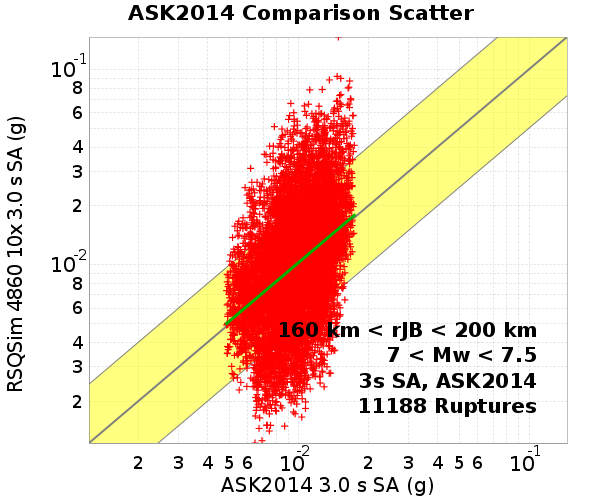 ASK2014 Comparison Scatter
RSQSim 4860 10x 3.0 s SA (g)
10-1
8
6
4
3
2
10-2
8
6
4
3
2
160 km < rJB < 200 km
7 < Mw < 7.5
3s SA, ASK2014
11188 Ruptures
2 3 4 5 6 10-2 2 3 4 5 6 10-1
ASK2014 3.0 s SA (g)